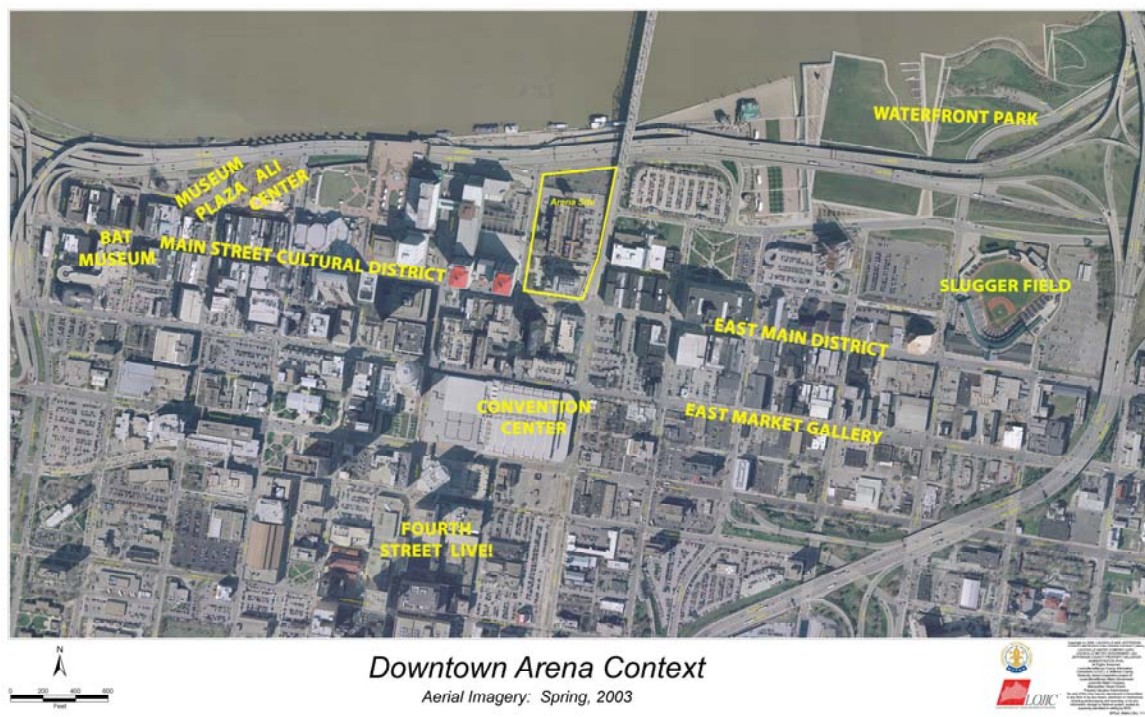 WATERFRONT PARK
MUSEUM
PLAZA ALI
CENTER
Arena Site
BAT
MUSEUM
MAIN STREET CULTURAL DISTRICT
SLUGGER FIELD
EAST MAIN DISTRICT
CONVENTION
CENTER
EAST MARKET GALLERY
FOURTH
STREET LIVE!
N
0 200 400 600
Feet
Downtown Arena Context
Aerial Imagery: Spring, 2003
LOJIC